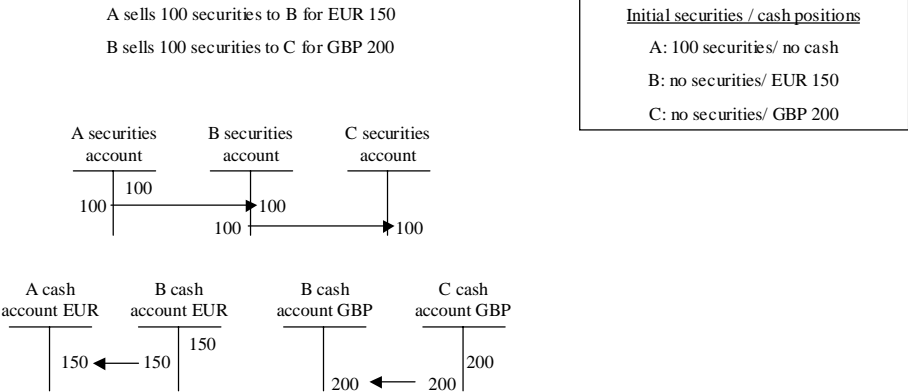 A sells 100 securities to B for EUR 150
B sells 100 securities to C for GBP 200
Initial securities / cash positions
A: 100 securities/ no cash
B: no securities/ EUR 150
C: no securities/ GBP 200
A securities account
B securities account
C securities account
100
100
100
100
100
A cash account EUR
B cash account EUR
B cash account GBP
C cash account GBP
150
150
150
200
200
200